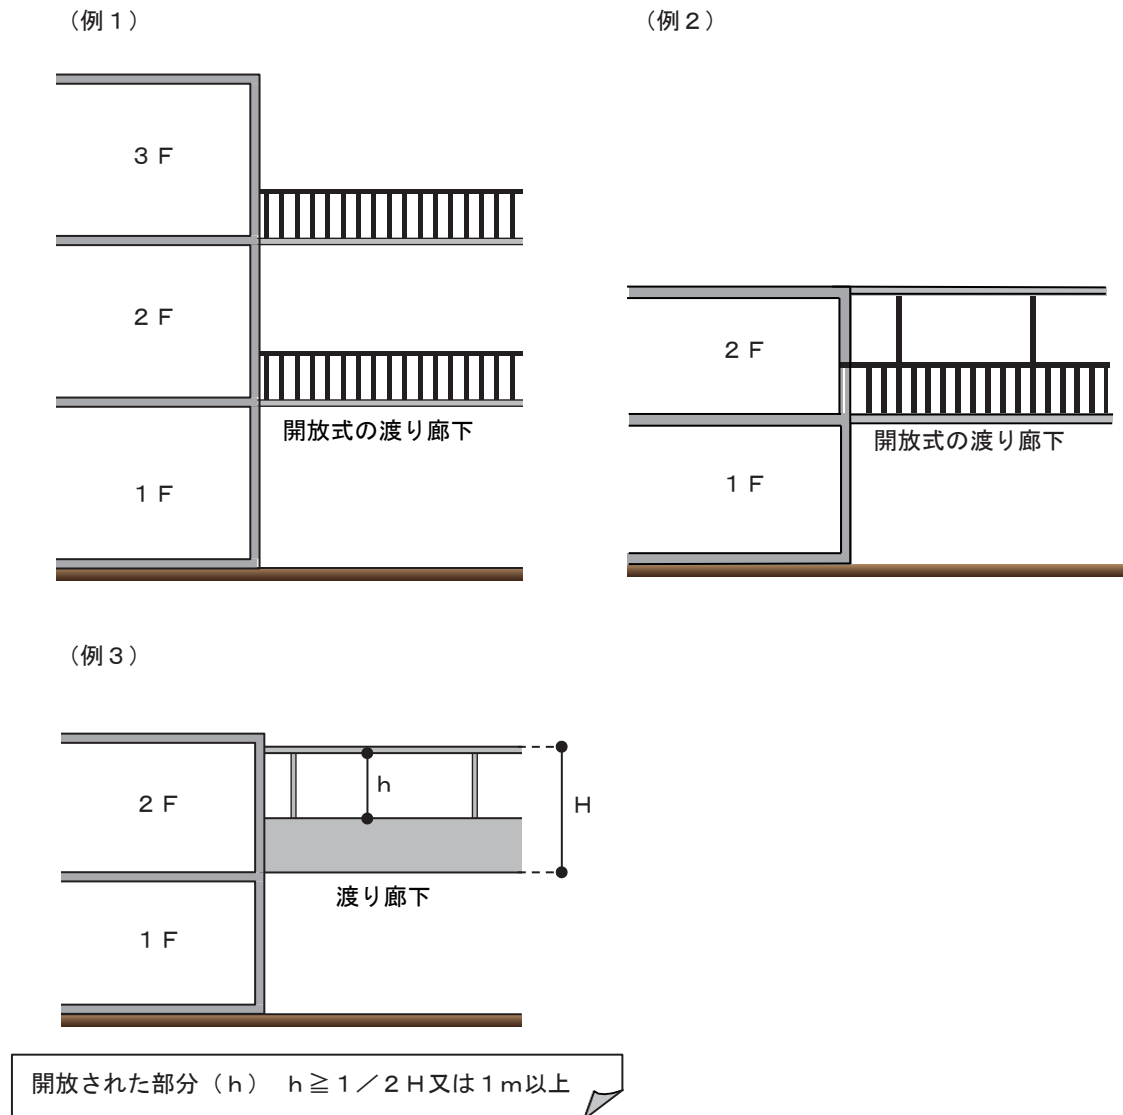 （例１）
３Ｆ
２Ｆ
開放式の渡り廊下
１Ｆ
（例２）
２Ｆ
開放式の渡り廊下
１Ｆ
（例３）
２Ｆ
ｈ
Ｈ
渡り廊下
１Ｆ
開放された部分（ｈ）　ｈ≧１／２Ｈ又は１ｍ以上